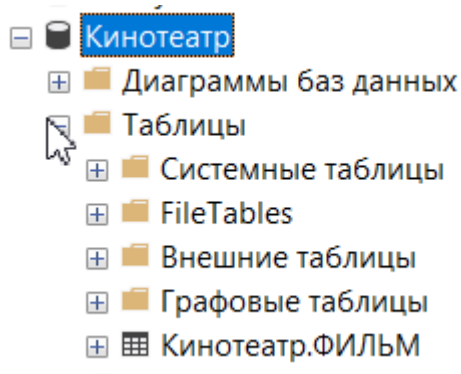 Кинотеатр
Диаграммы баз данных
Таблицы
Системные таблицы
FileTables
Внешние таблицы
Графовые таблицы
Кинотеатр.ФИЛЬМ